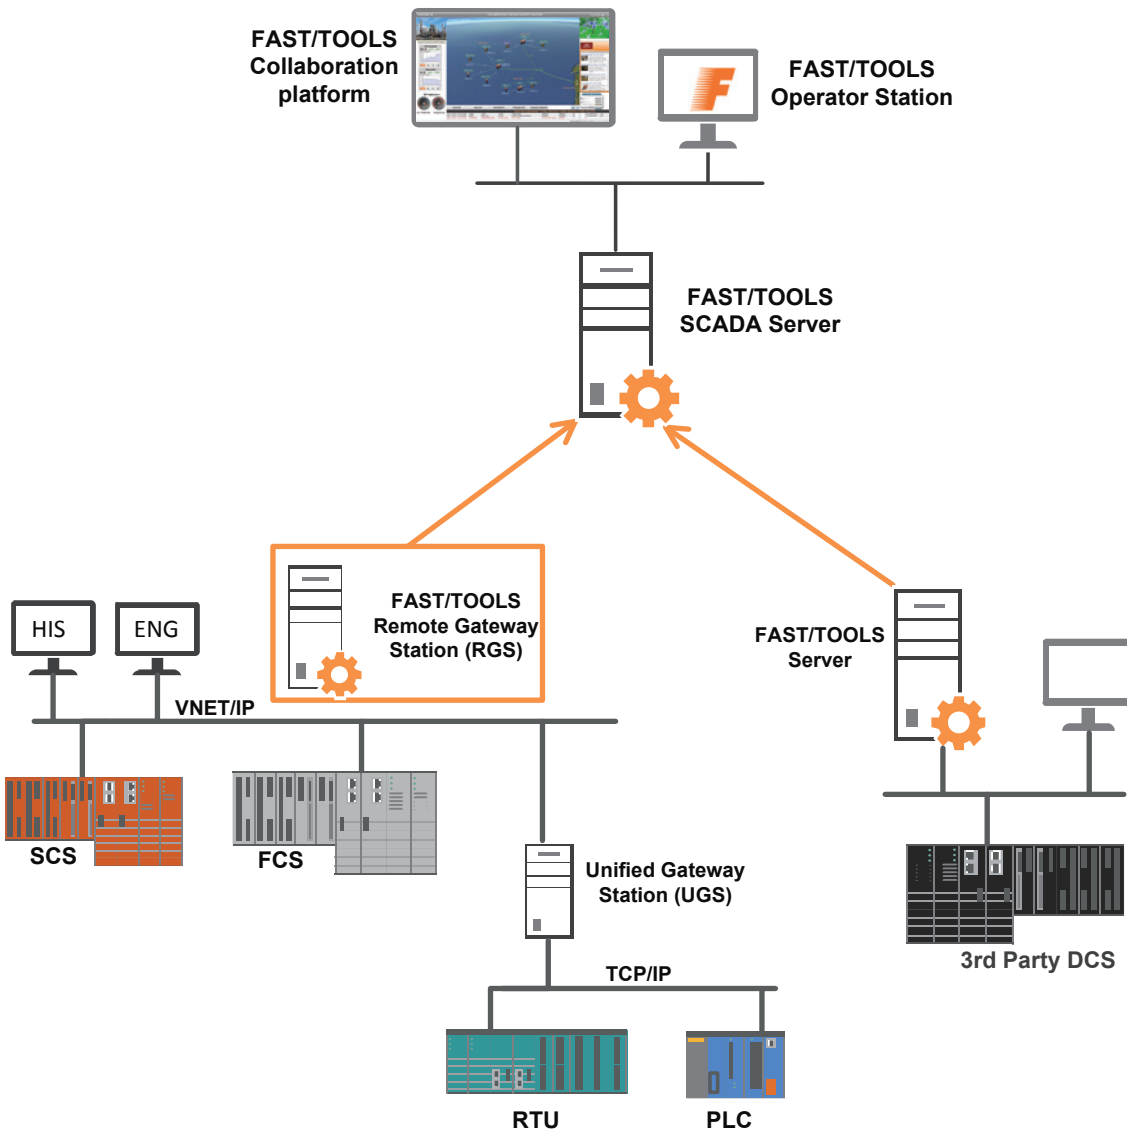 FAST/TOOLS
Collaboration
platform
FAST/TOOLS
Operator Station
FAST/TOOLS
SCADA Server
FAST/TOOLS
Remote Gateway
Station (RGS)
HIS
ENG
VNET/IP
FAST/TOOLS
Server
SCS
FCS
Unified Gateway
Station (UGS)
3rd Party DCS
TCP/IP
RTU
PLC